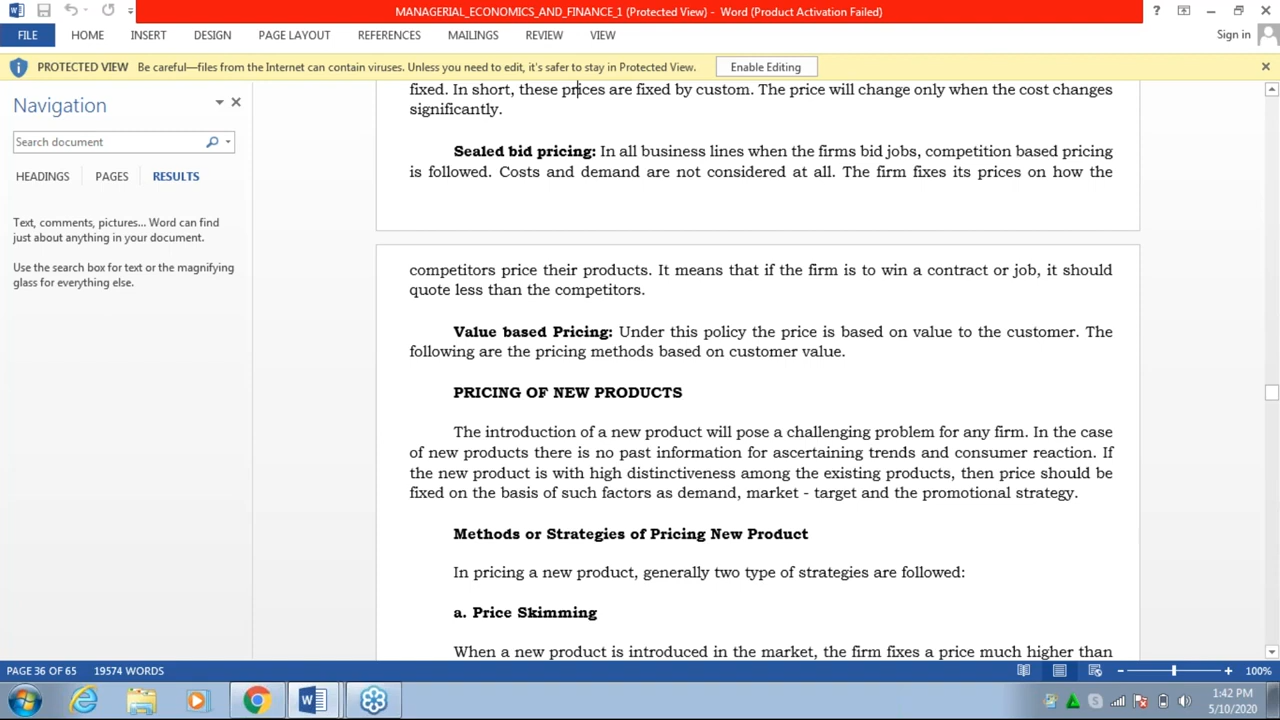 MANAGERIAL_ECONOMICS_AND_FINANCE_1 (Protected View) - Word (Product Activation Failed)
FILE HOME INSERT DESIGN PAGE LAYOUT REFERENCES MAILINGS REVIEW VIEW Sign in
PROTECTED VIEW Be careful—files from the Internet can contain viruses. Unless you need to edit, it's safer to stay in Protected View. Enable Editing
Navigation
Search document
HEADINGS PAGES RESULTS
Text, comments, pictures... Word can find
just about anything in your document.
Use the search box for text or the magnifying
glass for everything else.
fixed. In short, these prices are fixed by custom. The price will change only when the cost changes
significantly.
Sealed bid pricing: In all business lines when the firms bid jobs, competition based pricing
is followed. Costs and demand are not considered at all. The firm fixes its prices on how the
competitors price their products. It means that if the firm is to win a contract or job, it should
quote less than the competitors.
Value based Pricing: Under this policy the price is based on value to the customer. The
following are the pricing methods based on customer value.
PRICING OF NEW PRODUCTS
The introduction of a new product will pose a challenging problem for any firm. In the case
of new products there is no past information for ascertaining trends and consumer reaction. If
the new product is with high distinctiveness among the existing products, then price should be
fixed on the basis of such factors as demand, market - target and the promotional strategy.
Methods or Strategies of Pricing New Product
In pricing a new product, generally two type of strategies are followed:
a. Price Skimming
When a new product is introduced in the market, the firm fixes a price much higher than
PAGE 36 OF 65 19574 WORDS 100%
1:42 PM
5/10/2020